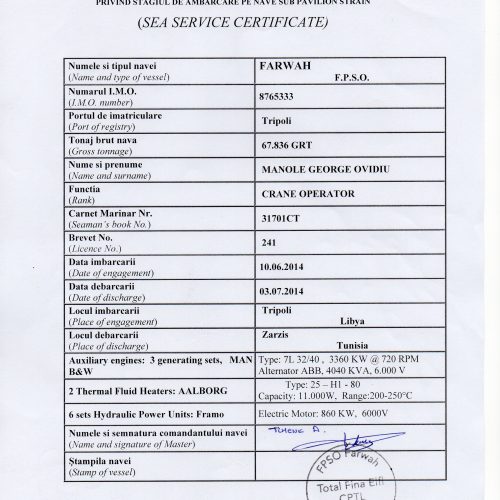 PRIVIND STAGIUL DE AMBARCARE PE NAVE SUB PAVILION STRAIN
(SEA SERVICE CERTIFICATE)
Numele si tipul navei
(Name and type of vessel)
FARWAH
F.P.S.O.
Numarul I.M.O.
(I.M.O. number)
8765333
Portul de imatriculare
(Port of registry)
Tripoli
Tonaj brut nava
(Gross tonnage)
67.836 GRT
Nume si prenume
(Name and surname)
MANOLE GEORGE OVIDIU
Functia
(Rank)
CRANE OPERATOR
Carnet Marinar Nr.
(Seaman's book No.)
31701CT
Brevet No.
(Licence No.)
241
Data imbarcarii
(Date of engagement)
10.06.2014
Data debarcarii
(Date of discharge)
03.07.2014
Locul imbarcarii
(Place of engagement)
Tripoli
Libya
Locul debarcarii
(Place of discharge)
Zarzis
Tunisia
Auxiliary engines: 3 generating sets, MAN
B&W
Type: 7L 32/40 , 3360 KW @ 720 RPM
Alternator ABB, 4040 KVA, 6.000 V
2 Thermal Fluid Heaters: AALBORG
Type: 25 – H1 - 80
Capacity: 11.000W, Range:200-250°C
6 sets Hydraulic Power Units: Framo
Electric Motor: 860 KW, 6000V
Numele si semnatura comandantului navei
(Name and signature of Master)
Ştampila navei
(Stamp of vessel)
FPSO Farwah
Total Fina Elf
CPTL